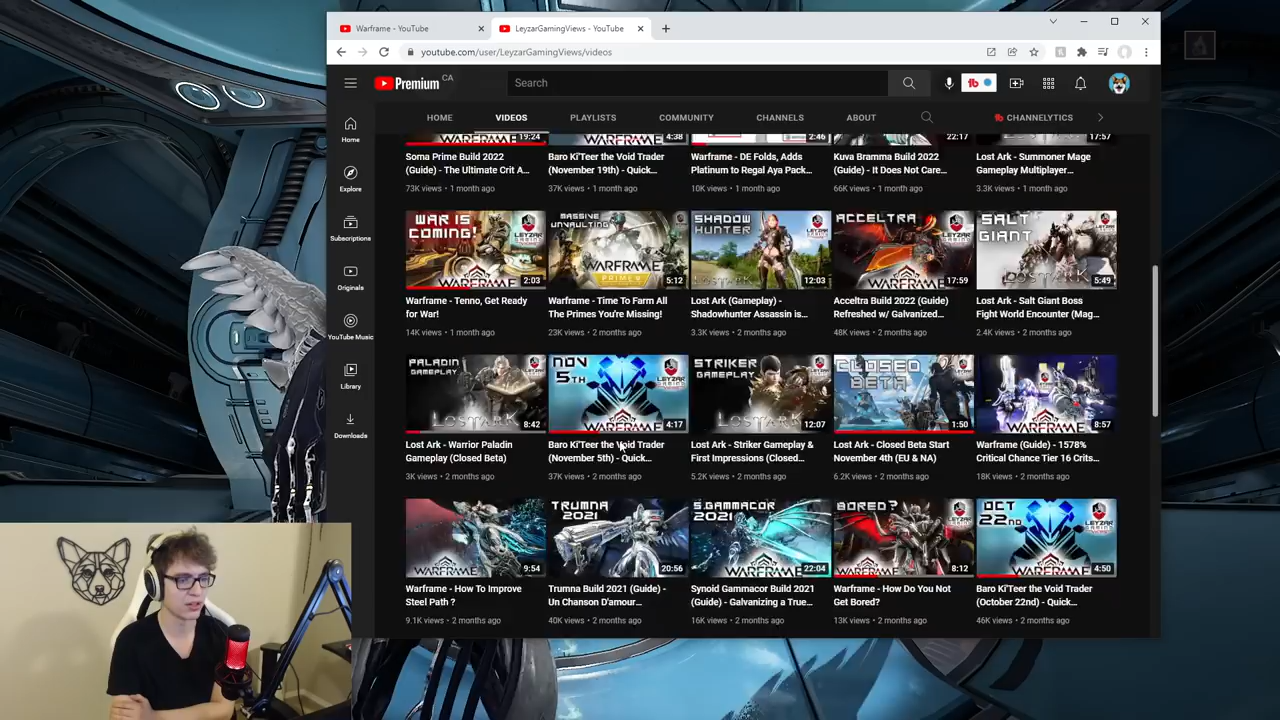 Warframe - YouTube
LeyzarGamingViews - YouTube
youtube.com/user/LeyzarGamingViews/videos
Premium CA
Search
HOME VIDEOS PLAYLISTS COMMUNITY CHANNELS ABOUT CHANNELYTICS
Home
Explore
Subscriptions
Originals
YouTube Music
Library
Downloads
WARFRAME 19:24
WARFRAME 4:38
2:46
22:17
17:57
Soma Prime Build 2022
(Guide) - The Ultimate Crit A...
73K views • 1 month ago
Baro Ki'Teer the Void Trader
(November 19th) - Quick...
37K views • 1 month ago
Warframe - DE Folds, Adds
Platinum to Regal Aya Pack...
10K views • 1 month ago
Kuva Bramma Build 2022
(Guide) - It Does Not Care...
66K views • 1 month ago
Lost Ark - Summoner Mage
Gameplay Multiplayer...
3.3K views • 1 month ago
WAR IS
COMING!
WARFRAME
2:03
Warframe - Tenno, Get Ready
for War!
14K views • 1 month ago
MASSIVE
UNVAULTING
WARFRAME
5:12
Warframe - Time To Farm All
The Primes You're Missing!
23K views • 2 months ago
SHADOW
HUNTER
LOST ARK
12:03
Lost Ark (Gameplay) -
Shadowhunter Assassin is...
3.3K views • 2 months ago
ACCELTRA
WARFRAME
17:59
Acceltra Build 2022 (Guide)
Refreshed w/ Galvanized...
48K views • 2 months ago
SALT
GIANT
LOST ARK
5:49
Lost Ark - Salt Giant Boss
Fight World Encounter (Mag...
2.4K views • 2 months ago
PALADIN
GAMEPLAY
LOST ARK
8:42
Lost Ark - Warrior Paladin
Gameplay (Closed Beta)
3K views • 2 months ago
NOV
5TH
WARFRAME
4:17
Baro Ki'Teer the Void Trader
(November 5th) - Quick...
37K views • 2 months ago
STRIKER
GAMEPLAY
LOST ARK
12:07
Lost Ark - Striker Gameplay &
First Impressions (Closed...
5.2K views • 2 months ago
CLOSED
BETA
1:50
Lost Ark - Closed Beta Start
November 4th (EU & NA)
6.2K views • 2 months ago
WARFRAME
8:57
Warframe (Guide) - 1578%
Critical Chance Tier 16 Crits...
18K views • 2 months ago
WARFRAME
9:54
Warframe - How To Improve
Steel Path ?
9.1K views • 2 months ago
TRUMNA
2021
WARFRAME
20:56
Trumna Build 2021 (Guide) -
Un Chanson D'amour...
40K views • 2 months ago
S.GAMMACOR
2021
WARFRAME
22:04
Synoid Gammacor Build 2021
(Guide) - Galvanizing a True...
16K views • 2 months ago
BORED?
WARFRAME
8:12
Warframe - How Do You Not
Get Bored?
13K views • 2 months ago
OCT
22ND
WARFRAME
4:50
Baro Ki'Teer the Void Trader
(October 22nd) - Quick...
46K views • 2 months ago